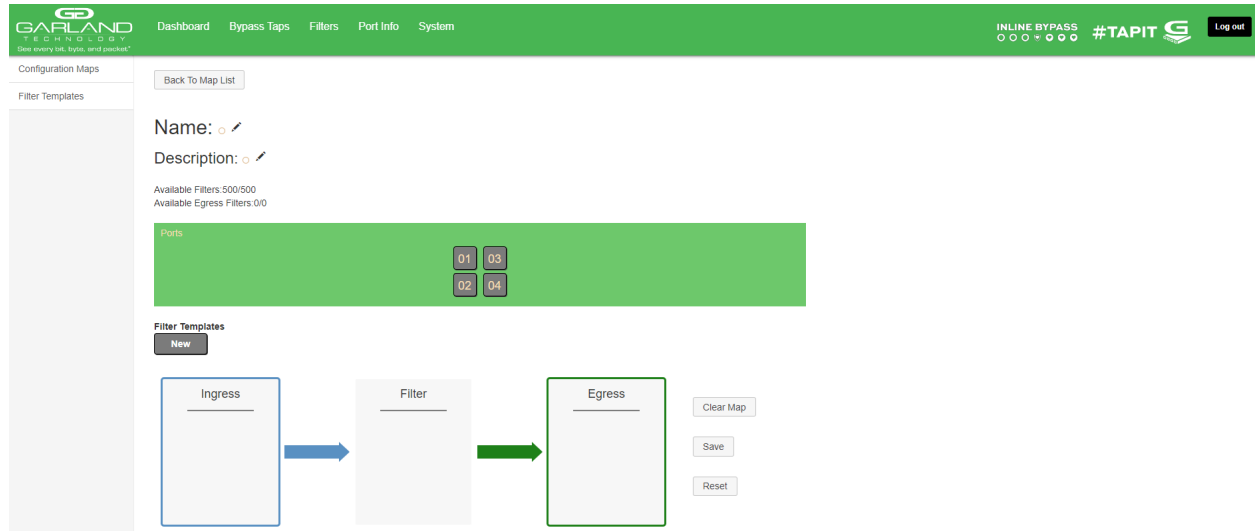 GARLAND
TECHNOLOGY
See every bit, byte, and packet®
Dashboard Bypass Taps Filters Port Info System
INLINE BYPASS
#TAPIT
Log out
Configuration Maps
Filter Templates
Back To Map List
Name:
Description:
Available Filters:500/500
Available Egress Filters:0/0
Ports
01 03
02 04
Filter Templates
New
Ingress
Filter
Egress
Clear Map
Save
Reset